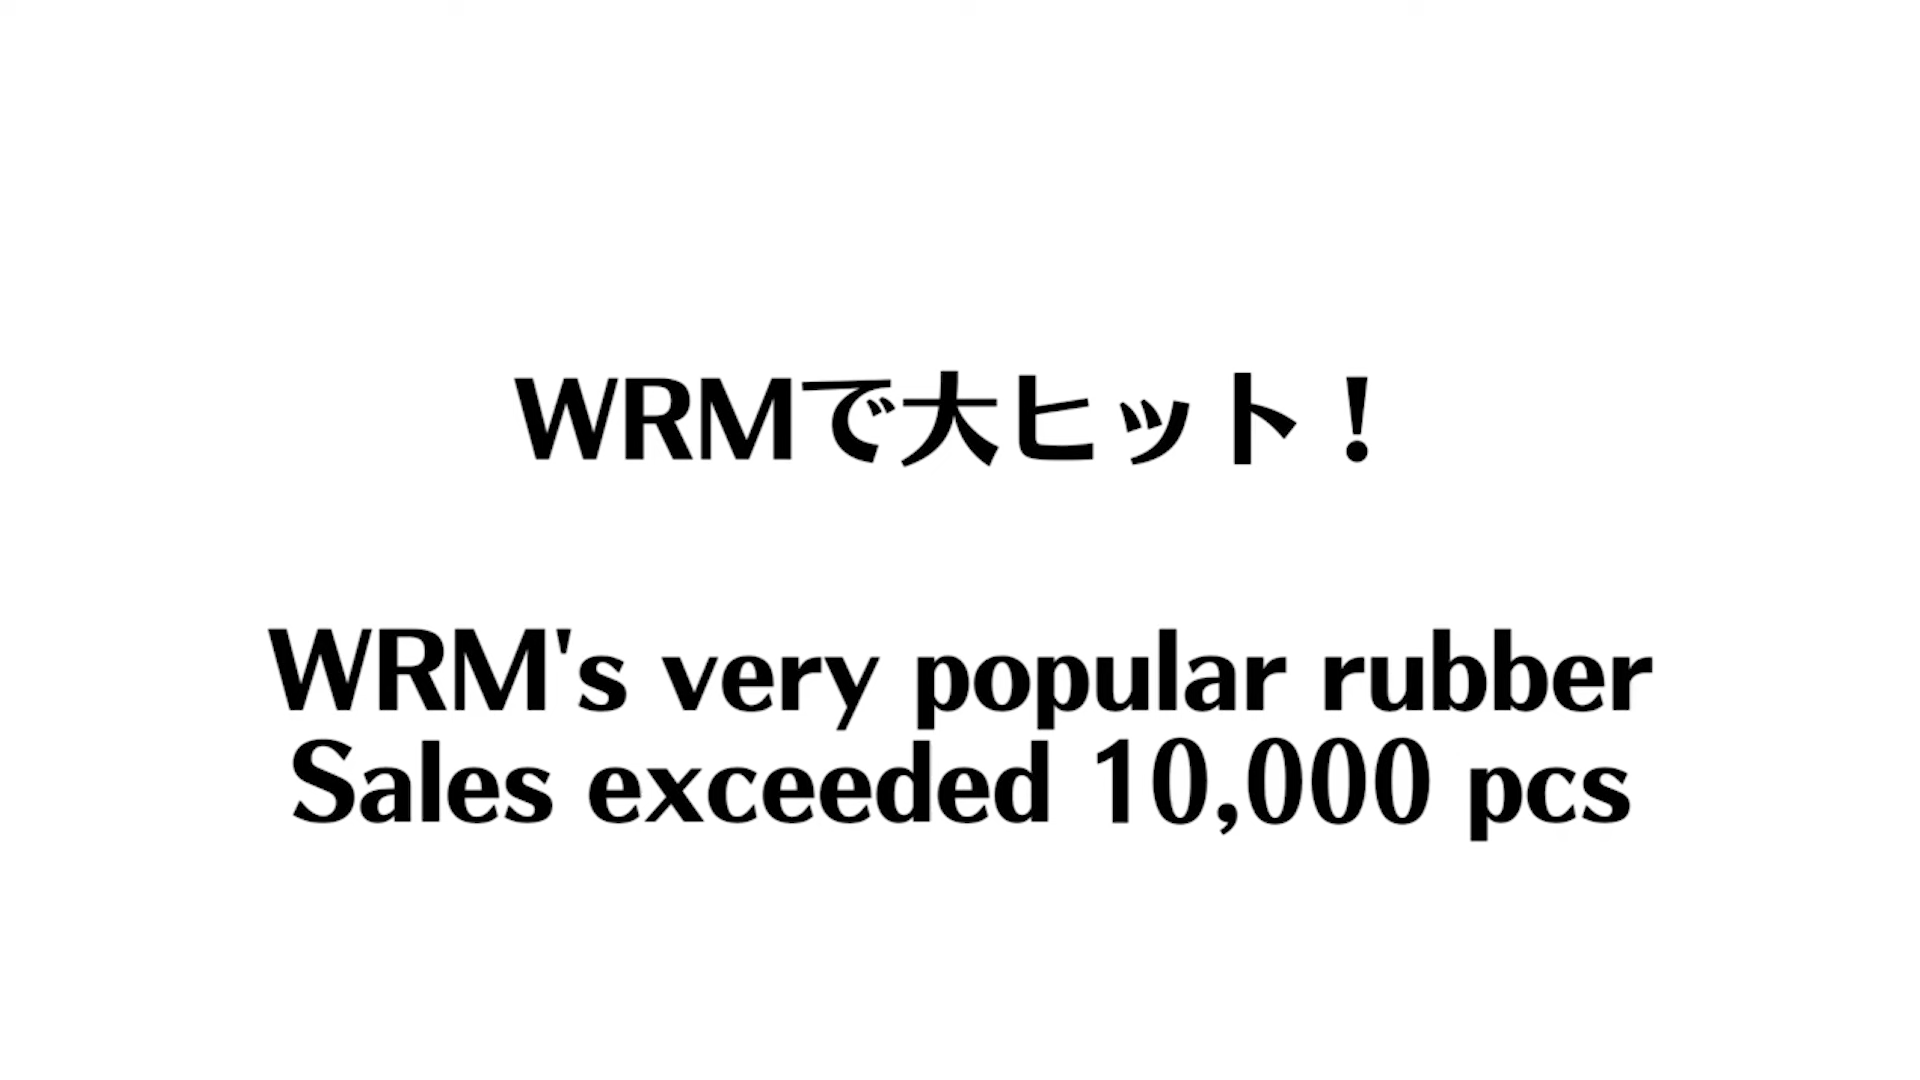 WRMで大ヒット！
WRM's very popular rubber
Sales exceeded 10,000 pcs